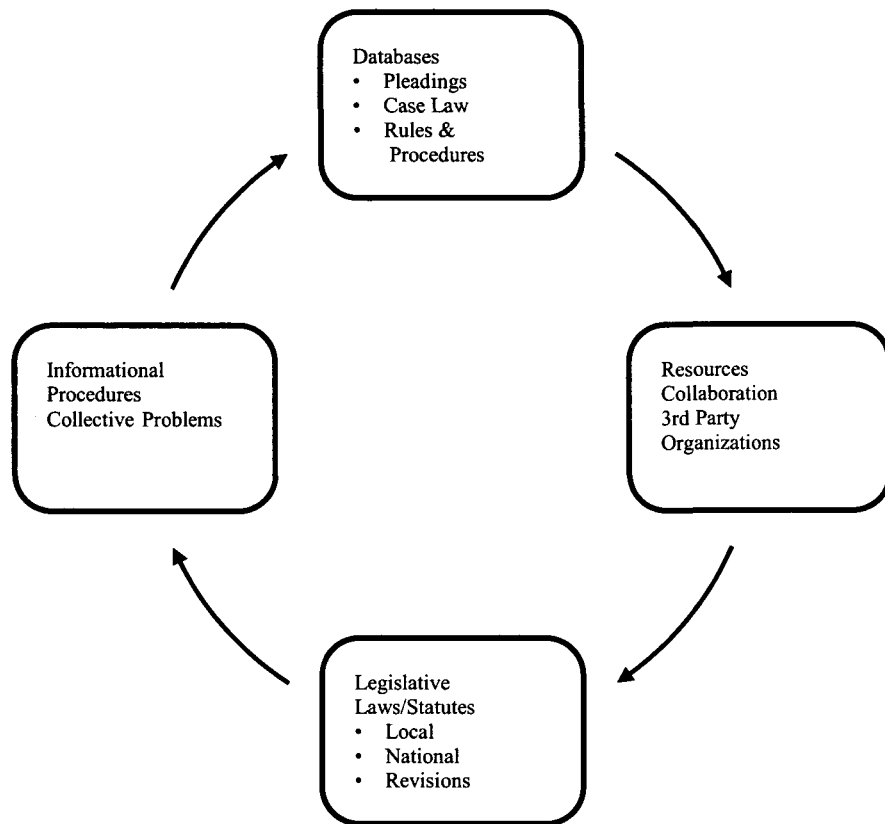 Databases
• Pleadings
• Case Law
• Rules &
Procedures
Resources
Collaboration
3rd Party
Organizations
Legislative
Laws/Statutes
• Local
• National
• Revisions
Informational
Procedures
Collective Problems